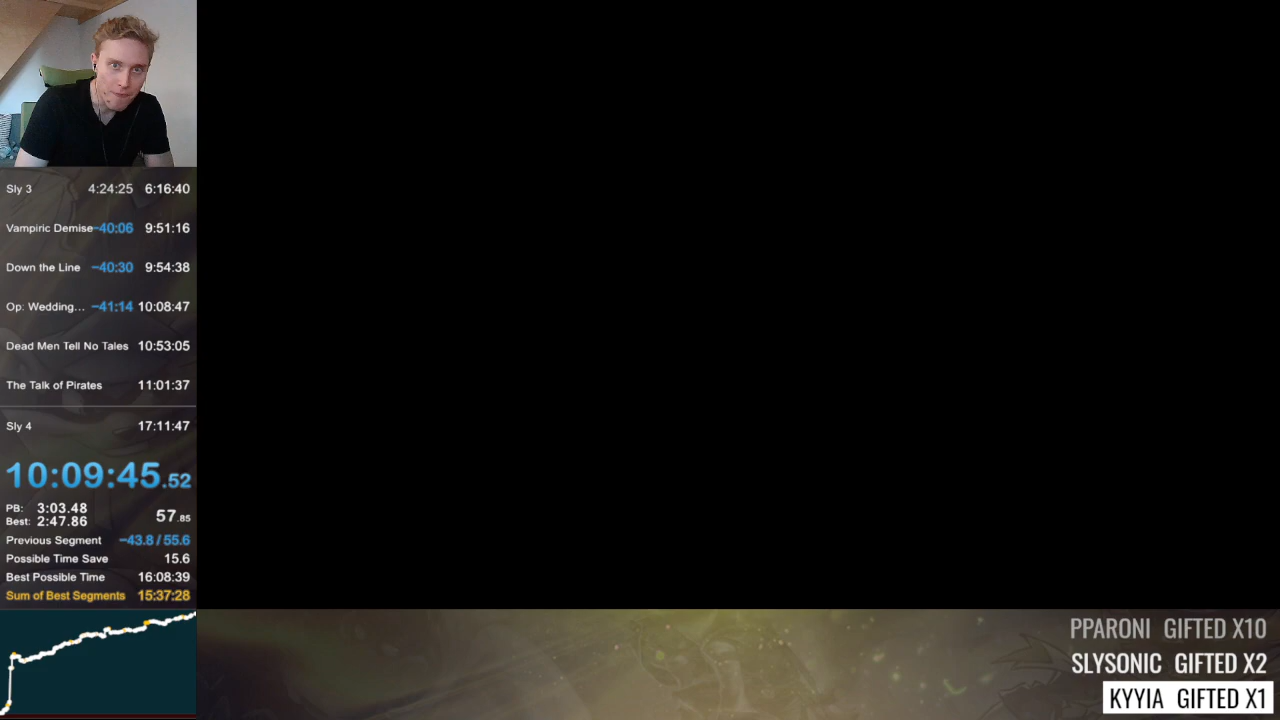 Sly 3 4:24:25 6:16:40
Vampiric Demise -40:06 9:51:16
Down the Line -40:30 9:54:38
Op: Wedding... -41:14 10:08:47
Dead Men Tell No Tales 10:53:05
The Talk of Pirates 11:01:37
Sly 4 17:11:47
10:09:45.52
PB: 3:03.48
Best: 2:47.86
57.85
Previous Segment -43.8 / 55.6
Possible Time Save 15.6
Best Possible Time 16:08:39
Sum of Best Segments 15:37:28
PPARONI GIFTED X10
SLYSONIC GIFTED X2
KYYIA GIFTED X1